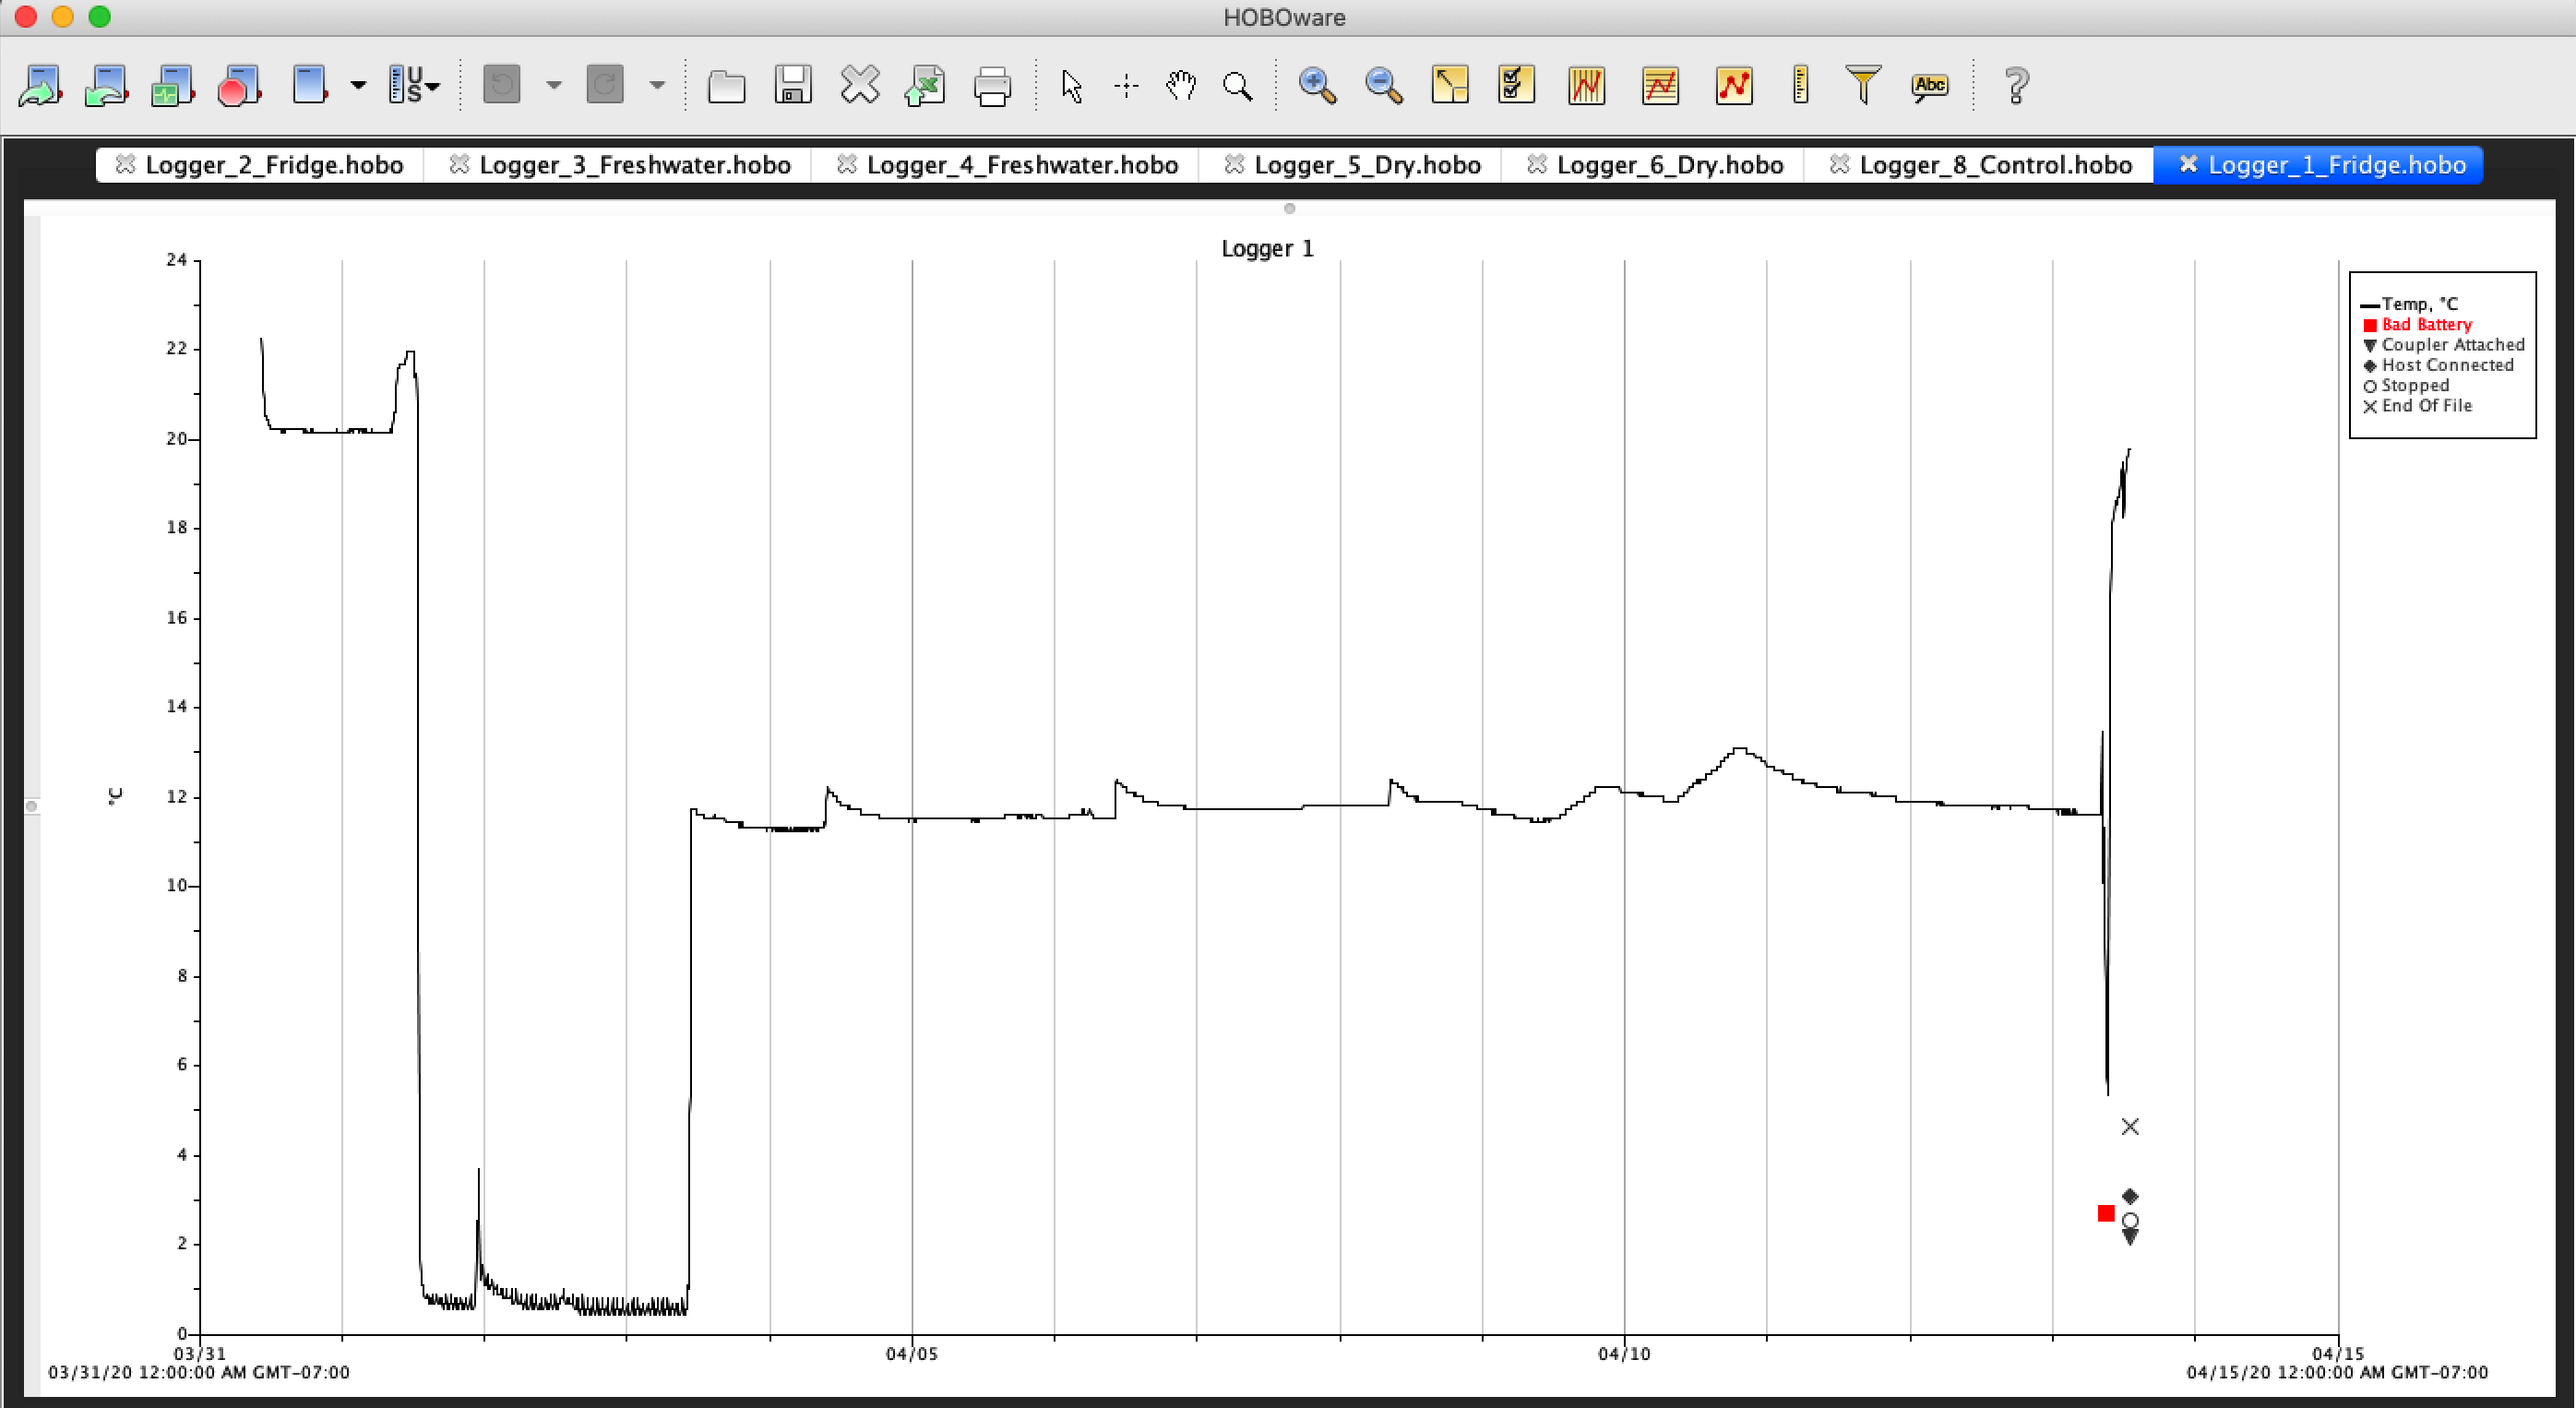 HOBOware
U
S
Abc
?
Logger_2_Fridge.hobo
Logger_3_Freshwater.hobo
Logger_4_Freshwater.hobo
Logger_5_Dry.hobo
Logger_6_Dry.hobo
Logger_8_Control.hobo
Logger_1_Fridge.hobo
Logger 1
24
22
20
18
16
14
12
10
8
6
4
2
0
°C
Temp, °C
Bad Battery
Coupler Attached
Host Connected
Stopped
End Of File
03/31
04/05
04/10
04/15
03/31/20 12:00:00 AM GMT-07:00
04/15/20 12:00:00 AM GMT-07:00